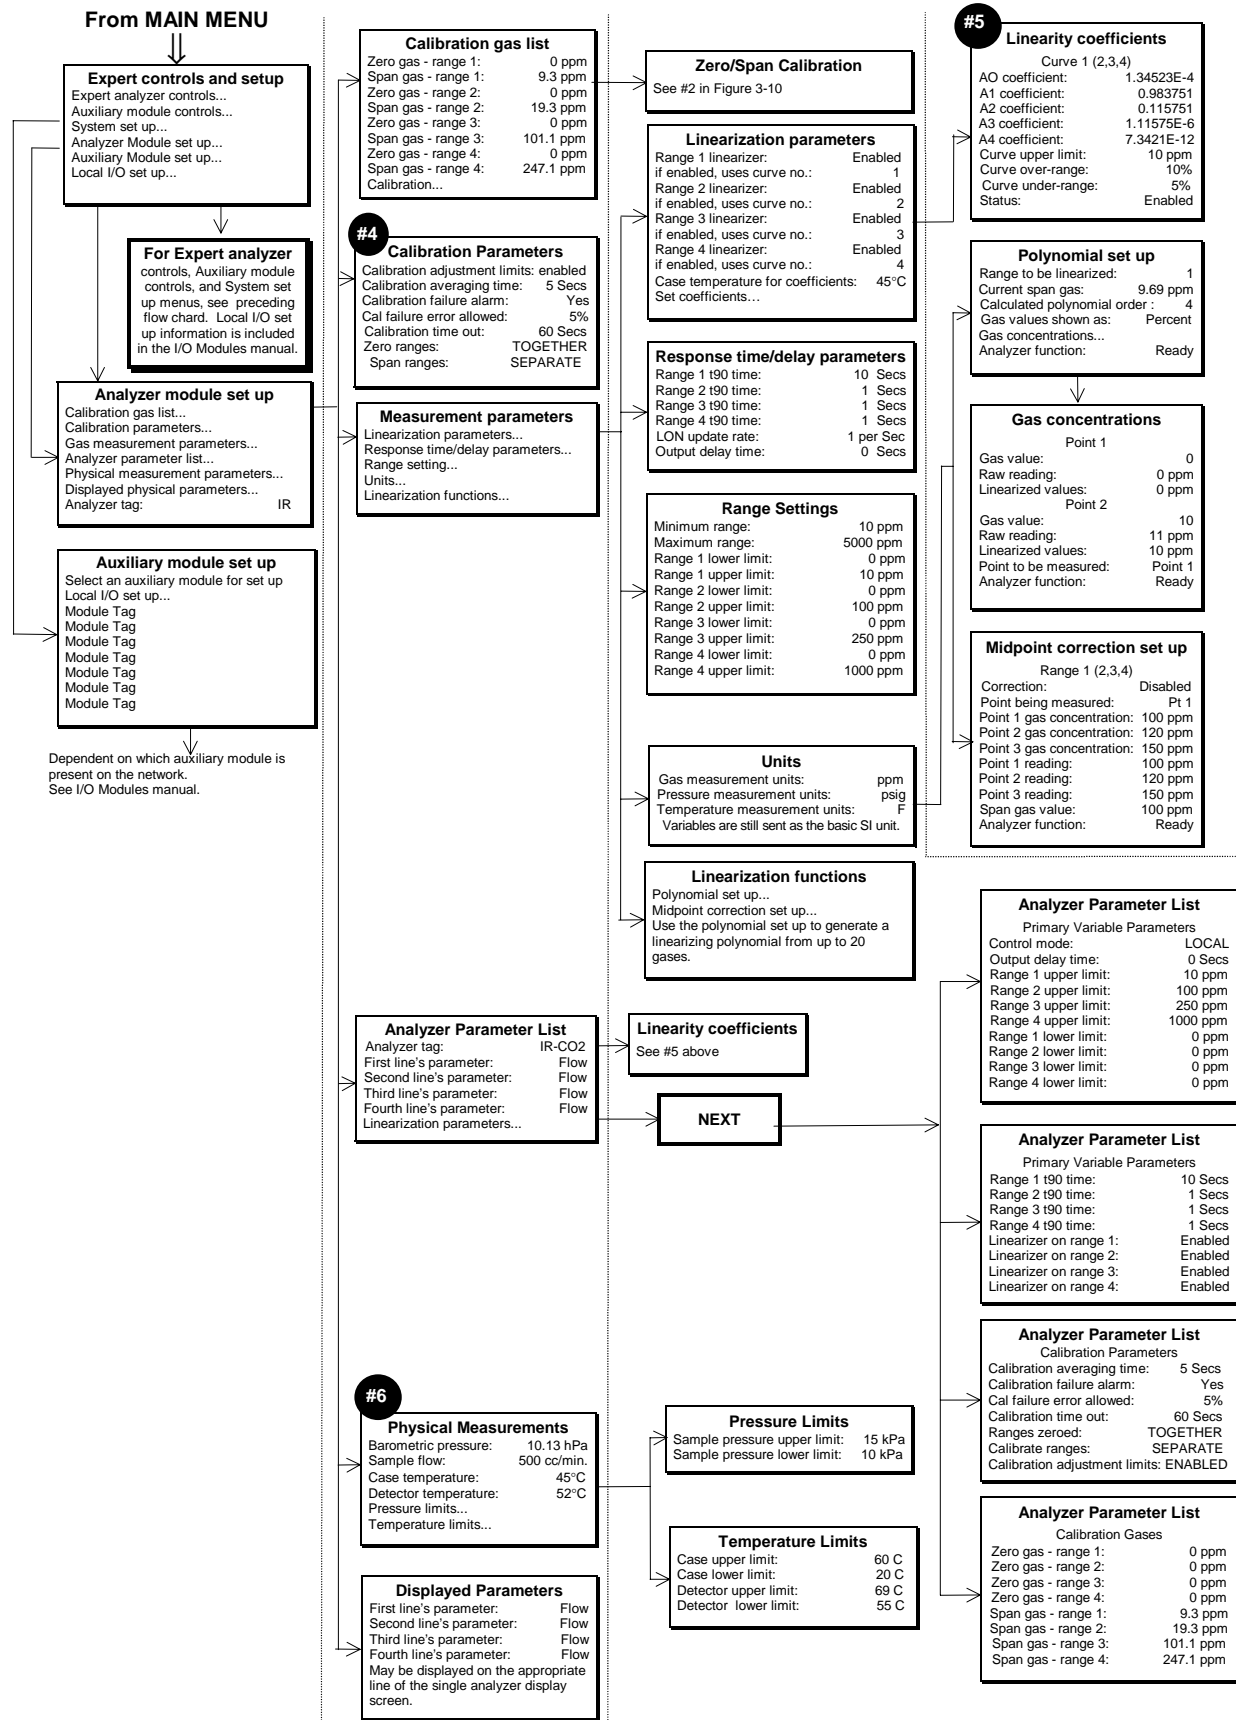 From MAIN MENU
Expert controls and setup
Expert analyzer controls...
Auxiliary module controls...
System set up...
Analyzer Module set up...
Auxiliary Module set up...
Local I/O set up...
For Expert analyzer
controls, Auxiliary module
controls, and System set
up menus, see preceding
flow chard. Local I/O set
up information is included
in the I/O Modules manual.
Analyzer module set up
Calibration gas list...
Calibration parameters...
Gas measurement parameters...
Analyzer parameter list...
Physical measurement parameters...
Displayed physical parameters...
Analyzer tag: IR
Auxiliary module set up
Select an auxiliary module for set up
Local I/O set up...
Module Tag
Module Tag
Module Tag
Module Tag
Module Tag
Module Tag
Module Tag
Dependent on which auxiliary module is
present on the network.
See I/O Modules manual.
Calibration gas list
Zero gas - range 1: 0 ppm
Span gas - range 1: 9.3 ppm
Zero gas - range 2: 0 ppm
Span gas - range 2: 19.3 ppm
Zero gas - range 3: 0 ppm
Span gas - range 3: 101.1 ppm
Zero gas - range 4: 0 ppm
Span gas - range 4: 247.1 ppm
Calibration...
#4
Calibration Parameters
Calibration adjustment limits: enabled
Calibration averaging time: 5 Secs
Calibration failure alarm: Yes
Cal failure error allowed: 5%
Calibration time out: 60 Secs
Zero ranges: TOGETHER
Span ranges: SEPARATE
Measurement parameters
Linearization parameters...
Response time/delay parameters...
Range setting...
Units...
Linearization functions...
Analyzer Parameter List
Analyzer tag: IR-CO2
First line's parameter: Flow
Second line's parameter: Flow
Third line's parameter: Flow
Fourth line's parameter: Flow
Linearization parameters...
#6
Physical Measurements
Barometric pressure: 10.13 hPa
Sample flow: 500 cc/min.
Case temperature: 45°C
Detector temperature: 52°C
Pressure limits...
Temperature limits...
Displayed Parameters
First line's parameter: Flow
Second line's parameter: Flow
Third line's parameter: Flow
Fourth line's parameter: Flow
May be displayed on the appropriate
line of the single analyzer display
screen.
Zero/Span Calibration
See #2 in Figure 3-10
Linearization parameters
Range 1 linearizer: Enabled
if enabled, uses curve no.: 1
Range 2 linearizer: Enabled
if enabled, uses curve no.: 2
Range 3 linearizer: Enabled
if enabled, uses curve no.: 3
Range 4 linearizer: Enabled
if enabled, uses curve no.: 4
Case temperature for coefficients: 45°C
Set coefficients...
Response time/delay parameters
Range 1 t90 time: 10 Secs
Range 2 t90 time: 1 Secs
Range 3 t90 time: 1 Secs
Range 4 t90 time: 1 Secs
LON update rate: 1 per Sec
Output delay time: 0 Secs
Range Settings
Minimum range: 10 ppm
Maximum range: 5000 ppm
Range 1 lower limit: 0 ppm
Range 1 upper limit: 10 ppm
Range 2 lower limit: 0 ppm
Range 2 upper limit: 100 ppm
Range 3 lower limit: 0 ppm
Range 3 upper limit: 250 ppm
Range 4 lower limit: 0 ppm
Range 4 upper limit: 1000 ppm
Units
Gas measurement units: ppm
Pressure measurement units: psig
Temperature measurement units: F
Variables are still sent as the basic SI unit.
Linearization functions
Polynomial set up...
Midpoint correction set up...
Use the polynomial set up to generate a
linearizing polynomial from up to 20
gases.
Linearity coefficients
See #5 above
NEXT
Pressure Limits
Sample pressure upper limit: 15 kPa
Sample pressure lower limit: 10 kPa
Temperature Limits
Case upper limit: 60 C
Case lower limit: 20 C
Detector upper limit: 69 C
Detector lower limit: 55 C
#5
Linearity coefficients
Curve 1 (2,3,4)
AO coefficient: 1.34523E-4
A1 coefficient: 0.983751
A2 coefficient: 0.115751
A3 coefficient: 1.11575E-6
A4 coefficient: 7.3421E-12
Curve upper limit: 10 ppm
Curve over-range: 10%
Curve under-range: 5%
Status: Enabled
Polynomial set up
Range to be linearized: 1
Current span gas: 9.69 ppm
Calculated polynomial order : 4
Gas values shown as: Percent
Gas concentrations...
Analyzer function: Ready
Gas concentrations
Point 1
Gas value: 0
Raw reading: 0 ppm
Linearized values: 0 ppm
Point 2
Gas value: 10
Raw reading: 11 ppm
Linearized values: 10 ppm
Point to be measured: Point 1
Analyzer function: Ready
Midpoint correction set up
Range 1 (2,3,4)
Correction: Disabled
Point being measured: Pt 1
Point 1 gas concentration: 100 ppm
Point 2 gas concentration: 120 ppm
Point 3 gas concentration: 150 ppm
Point 1 reading: 100 ppm
Point 2 reading: 120 ppm
Point 3 reading: 150 ppm
Span gas value: 100 ppm
Analyzer function: Ready
Analyzer Parameter List
Primary Variable Parameters
Control mode: LOCAL
Output delay time: 0 Secs
Range 1 upper limit: 10 ppm
Range 2 upper limit: 100 ppm
Range 3 upper limit: 250 ppm
Range 4 upper limit: 1000 ppm
Range 1 lower limit: 0 ppm
Range 2 lower limit: 0 ppm
Range 3 lower limit: 0 ppm
Range 4 lower limit: 0 ppm
Analyzer Parameter List
Primary Variable Parameters
Range 1 t90 time: 10 Secs
Range 2 t90 time: 1 Secs
Range 3 t90 time: 1 Secs
Range 4 t90 time: 1 Secs
Linearizer on range 1: Enabled
Linearizer on range 2: Enabled
Linearizer on range 3: Enabled
Linearizer on range 4: Enabled
Analyzer Parameter List
Calibration Parameters
Calibration averaging time: 5 Secs
Calibration failure alarm: Yes
Cal failure error allowed: 5%
Calibration time out: 60 Secs
Ranges zeroed: TOGETHER
Calibrate ranges: SEPARATE
Calibration adjustment limits: ENABLED
Analyzer Parameter List
Calibration Gases
Zero gas - range 1: 0 ppm
Zero gas - range 2: 0 ppm
Zero gas - range 3: 0 ppm
Zero gas - range 4: 0 ppm
Span gas - range 1: 9.3 ppm
Span gas - range 2: 19.3 ppm
Span gas - range 3: 101.1 ppm
Span gas - range 4: 247.1 ppm